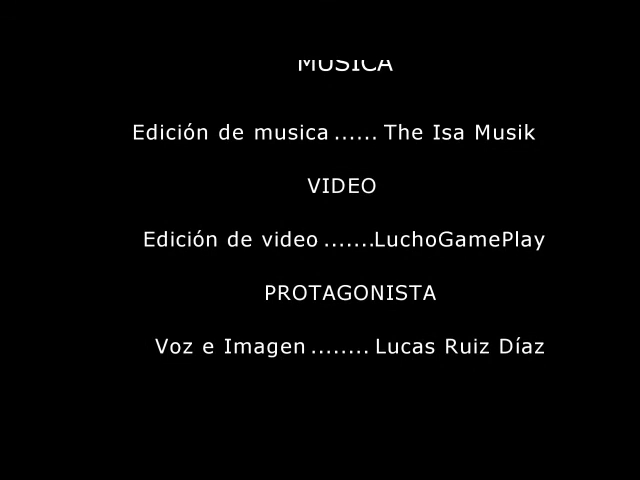 MUSICA
Edición de musica ...... The Isa Musik
VIDEO
Edición de video .......LuchoGamePlay
PROTAGONISTA
Voz e Imagen ........ Lucas Ruiz Díaz